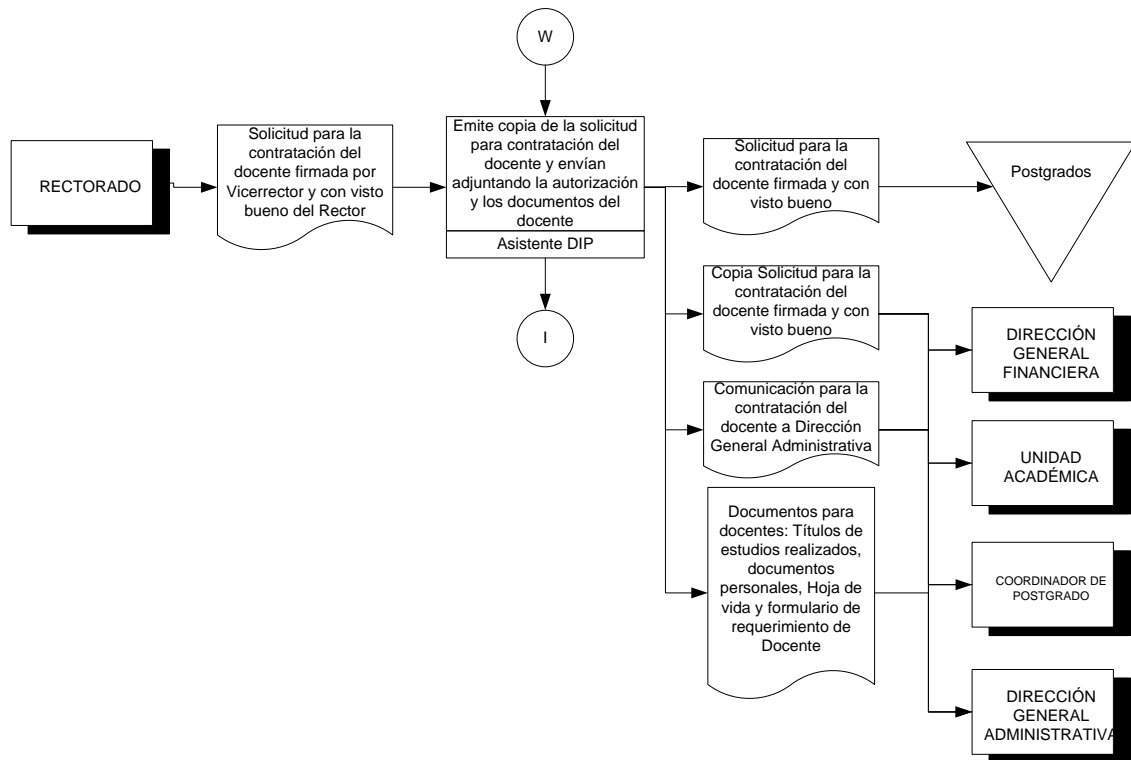 W
RECTORADO
Solicitud para la
contratación del
docente firmada por
Vicerrector y con visto
bueno del Rector
Emite copia de la solicitud
para contratación del
docente y envían
adjuntando la autorización
y los documentos del
docente
Asistente DIP
I
Solicitud para la
contratación del
docente firmada y con
visto bueno
Postgrados
Copia Solicitud para la
contratación del
docente firmada y con
visto bueno
Comunicación para la
contratación del
docente a Dirección
General Administrativa
Documentos para
docentes: Títulos de
estudios realizados,
documentos
personales, Hoja de
vida y formulario de
requerimiento de
Docente
DIRECCIÓN
GENERAL
FINANCIERA
UNIDAD
ACADÉMICA
COORDINADOR DE
POSTGRADO
DIRECCIÓN
GENERAL
ADMINISTRATIVA